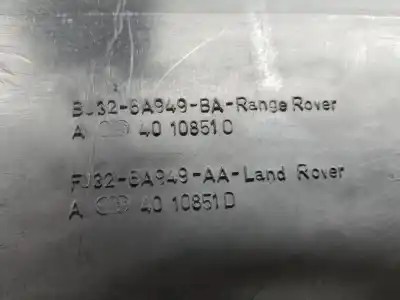 BJ32-6A949-BA-Range Rover
A 40 10851 D
FJ32-6A949-AA-Land Rover
A 40 10851 D